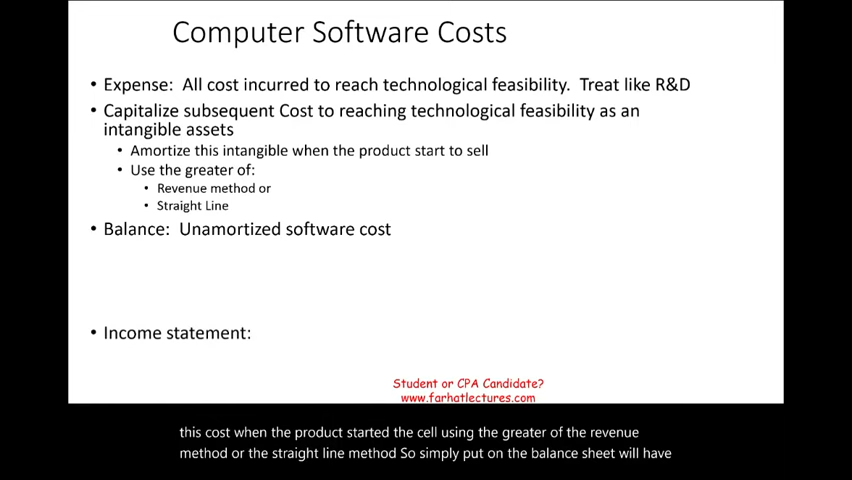 Computer Software Costs
• Expense: All cost incurred to reach technological feasibility. Treat like R&D
• Capitalize subsequent Cost to reaching technological feasibility as an
intangible assets
• Amortize this intangible when the product start to sell
• Use the greater of:
• Revenue method or
• Straight Line
• Balance: Unamortized software cost
• Income statement:
Student or CPA Candidate?
www.farhatlectures.com
this cost when the product started the cell using the greater of the revenue
method or the straight line method So simply put on the balance sheet will have